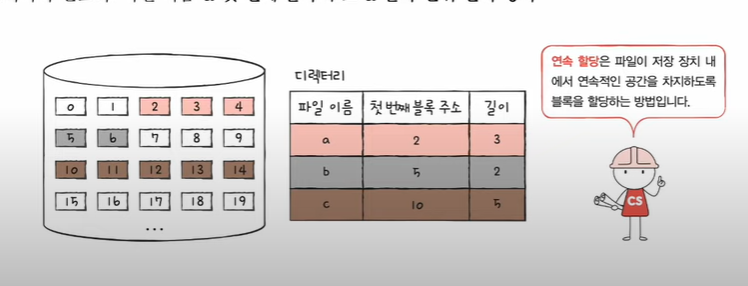 디렉터리
파일 이름 첫 번째 블록 주소 길이
a 2 3
b 5 2
c 10 5
0 1 2 3 4
5 6 7 8 9
10 11 12 13 14
15 16 17 18 19
...
연속 할당은 파일이 저장 장치 내
에서 연속적인 공간을 차지하도록
블록을 할당하는 방법입니다.
CS